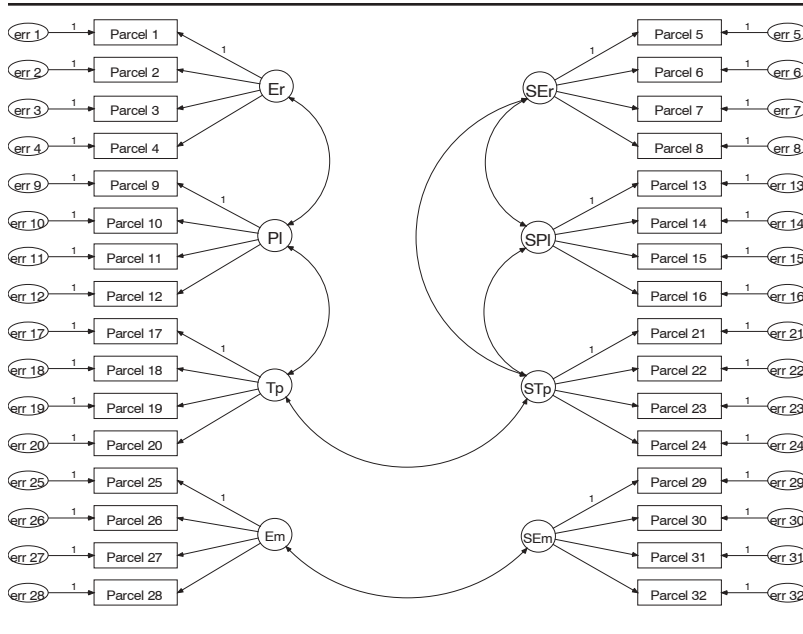 err 1 1 Parcel 1 Parcel 5 1 err 5
1 1
err 2 1 Parcel 2 Parcel 6 1 err 6
Er SEr
err 3 1 Parcel 3 Parcel 7 1 err 7
err 4 1 Parcel 4 Parcel 8 1 err 8
err 9 1 Parcel 9 Parcel 13 1 err 13
1 1
err 10 1 Parcel 10 Parcel 14 1 err 14
Pl SPl
err 11 1 Parcel 11 Parcel 15 1 err 15
err 12 1 Parcel 12 Parcel 16 1 err 16
err 17 1 Parcel 17 Parcel 21 1 err 21
1 1
err 18 1 Parcel 18 Parcel 22 1 err 22
Tp STp
err 19 1 Parcel 19 Parcel 23 1 err 23
err 20 1 Parcel 20 Parcel 24 1 err 24
err 25 1 Parcel 25 Parcel 29 1 err 29
1 1
err 26 1 Parcel 26 Parcel 30 1 err 30
Em SEm
err 27 1 Parcel 27 Parcel 31 1 err 31
err 28 1 Parcel 28 Parcel 32 1 err 32